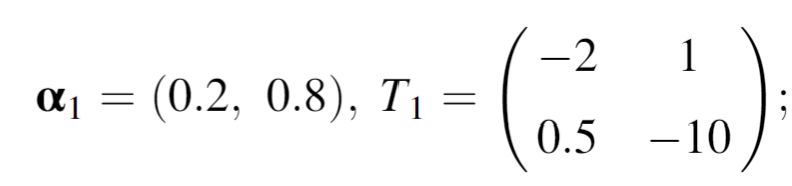 α₁ = (0.2, 0.8), T₁ = ( −2 1
0.5 −10 );